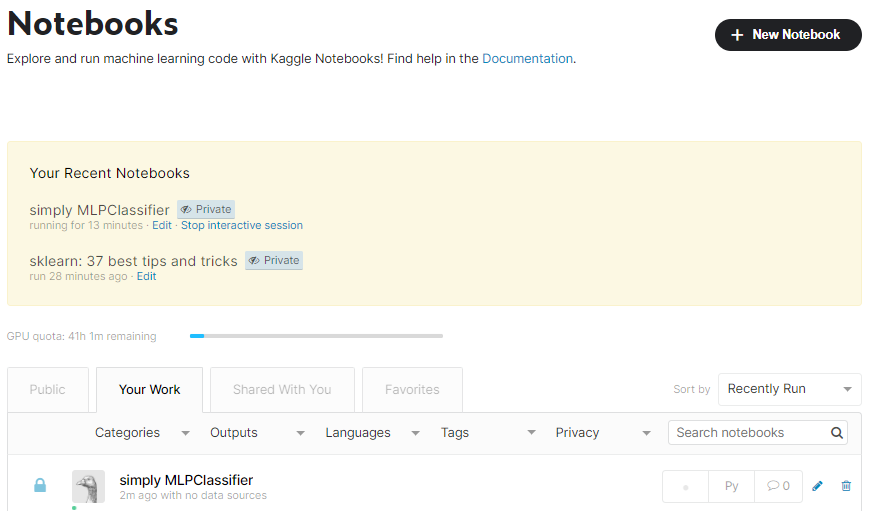 Notebooks
+ New Notebook
Explore and run machine learning code with Kaggle Notebooks! Find help in the Documentation.
Your Recent Notebooks
simply MLPClassifier Private
running for 13 minutes · Edit · Stop interactive session
sklearn: 37 best tips and tricks Private
run 28 minutes ago · Edit
GPU quota: 41h 1m remaining
Public Your Work Shared With You Favorites Sort by Recently Run
Categories Outputs Languages Tags Privacy Search notebooks
simply MLPClassifier
2m ago with no data sources
Py 0